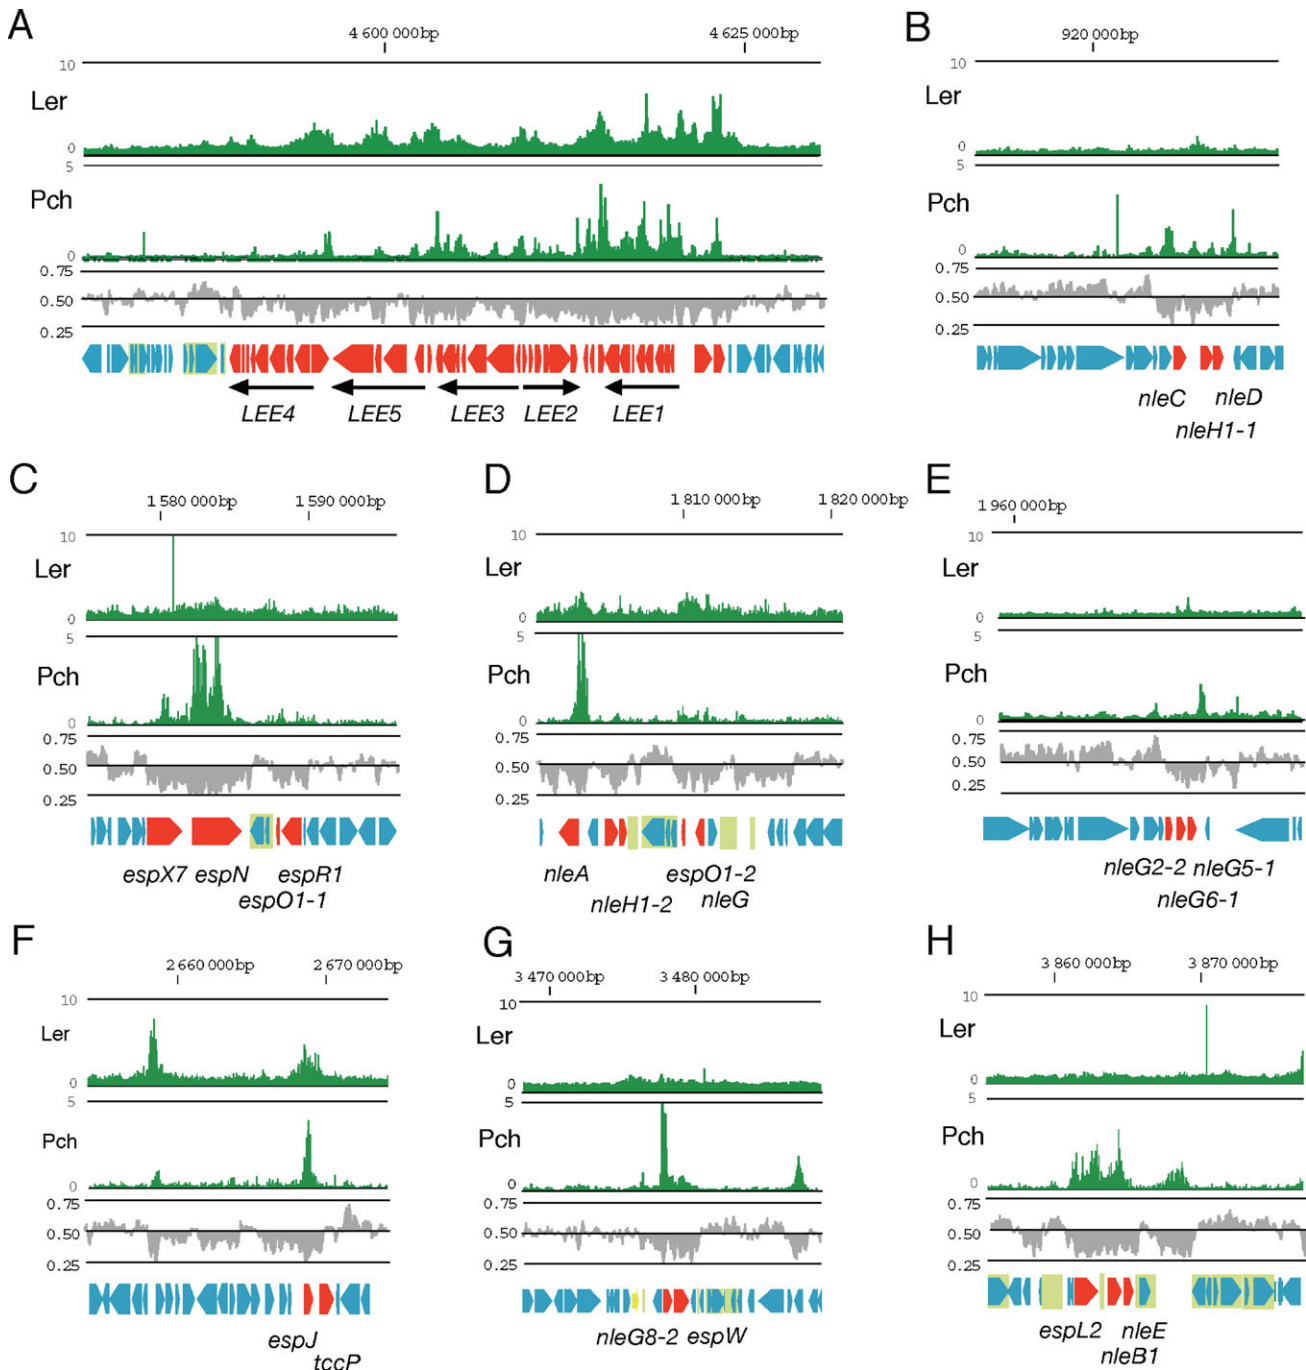 A
4 600 000bp
4 625 000bp
10
Ler
0
5
Pch
0
0.75
0.50
0.25
LEE4
LEE5
LEE3
LEE2
LEE1
B
920 000bp
10
Ler
0
5
Pch
0
0.75
0.50
0.25
nleC
nleD
nleH1-1
C
1 580 000bp
1 590 000bp
10
Ler
0
5
Pch
0
0.75
0.50
0.25
espX7
espN
espR1
espO1-1
D
1 810 000bp
1 820 000bp
10
Ler
0
5
Pch
0
0.75
0.50
0.25
nleA
espO1-2
nleH1-2
nleG
E
1 960 000bp
10
Ler
0
5
Pch
0
0.75
0.50
0.25
nleG2-2
nleG5-1
nleG6-1
F
2 660 000bp
2 670 000bp
10
Ler
0
5
Pch
0
0.75
0.50
0.25
espJ
tccP
G
3 470 000bp
3 480 000bp
10
Ler
0
5
Pch
0
0.75
0.50
0.25
nleG8-2
espW
H
3 860 000bp
3 870 000bp
10
Ler
0
5
Pch
0
0.75
0.50
0.25
espL2
nleE
nleB1